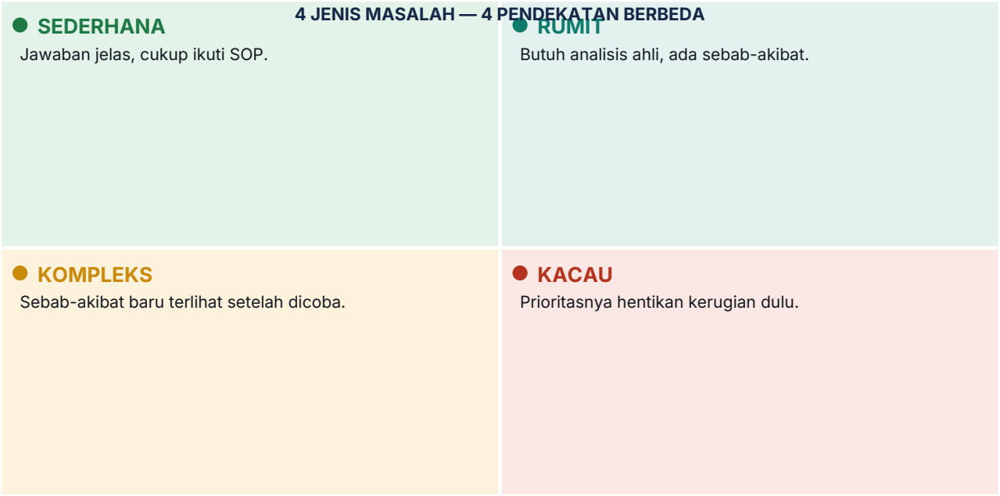 4 JENIS MASALAH — 4 PENDEKATAN BERBEDA
SEDERHANA
Jawaban jelas, cukup ikuti SOP.
RUMIT
Butuh analisis ahli, ada sebab-akibat.
KOMPLEKS
Sebab-akibat baru terlihat setelah dicoba.
KACAU
Prioritasnya hentikan kerugian dulu.